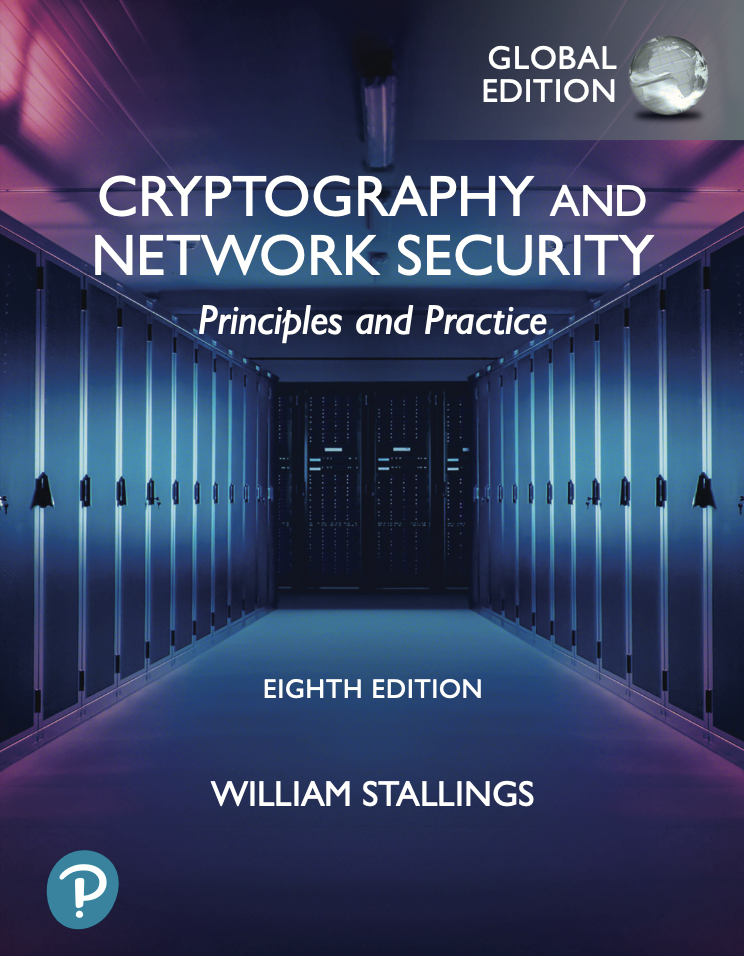 GLOBAL
EDITION
CRYPTOGRAPHY AND
NETWORK SECURITY
Principles and Practice
EIGHTH EDITION
WILLIAM STALLINGS
P